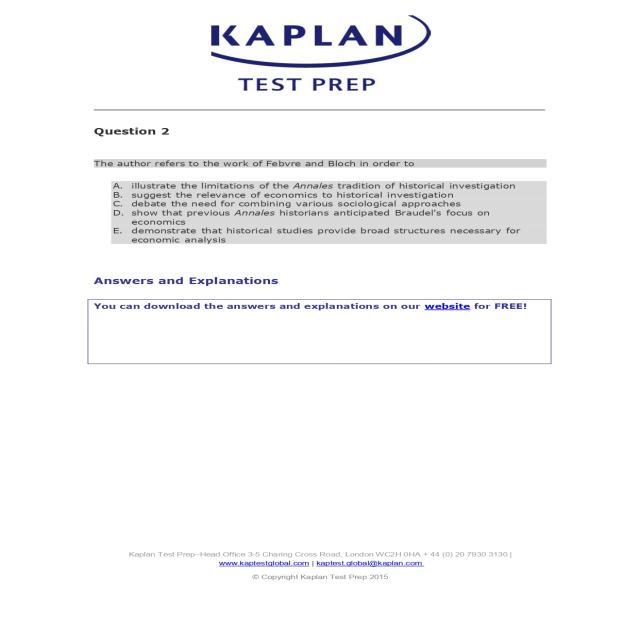 KAPLAN
TEST PREP
Question 2
The author refers to the work of Febvre and Bloch in order to
A. illustrate the limitations of the Annales tradition of historical investigation
B. suggest the relevance of economics to historical investigation
C. debate the need for combining various sociological approaches
D. show that previous Annales historians anticipated Braudel's focus on
economics
E. demonstrate that historical studies provide broad structures necessary for
economic analysis
Answers and Explanations
You can download the answers and explanations on our website for FREE!
Kaplan Test Prep–Head Office 3-5 Charing Cross Road, London WC2H 0HA + 44 (0) 20 7930 3130 |
www.kaptestglobal.com | kaptest.global@kaplan.com
© Copyright Kaplan Test Prep 2015